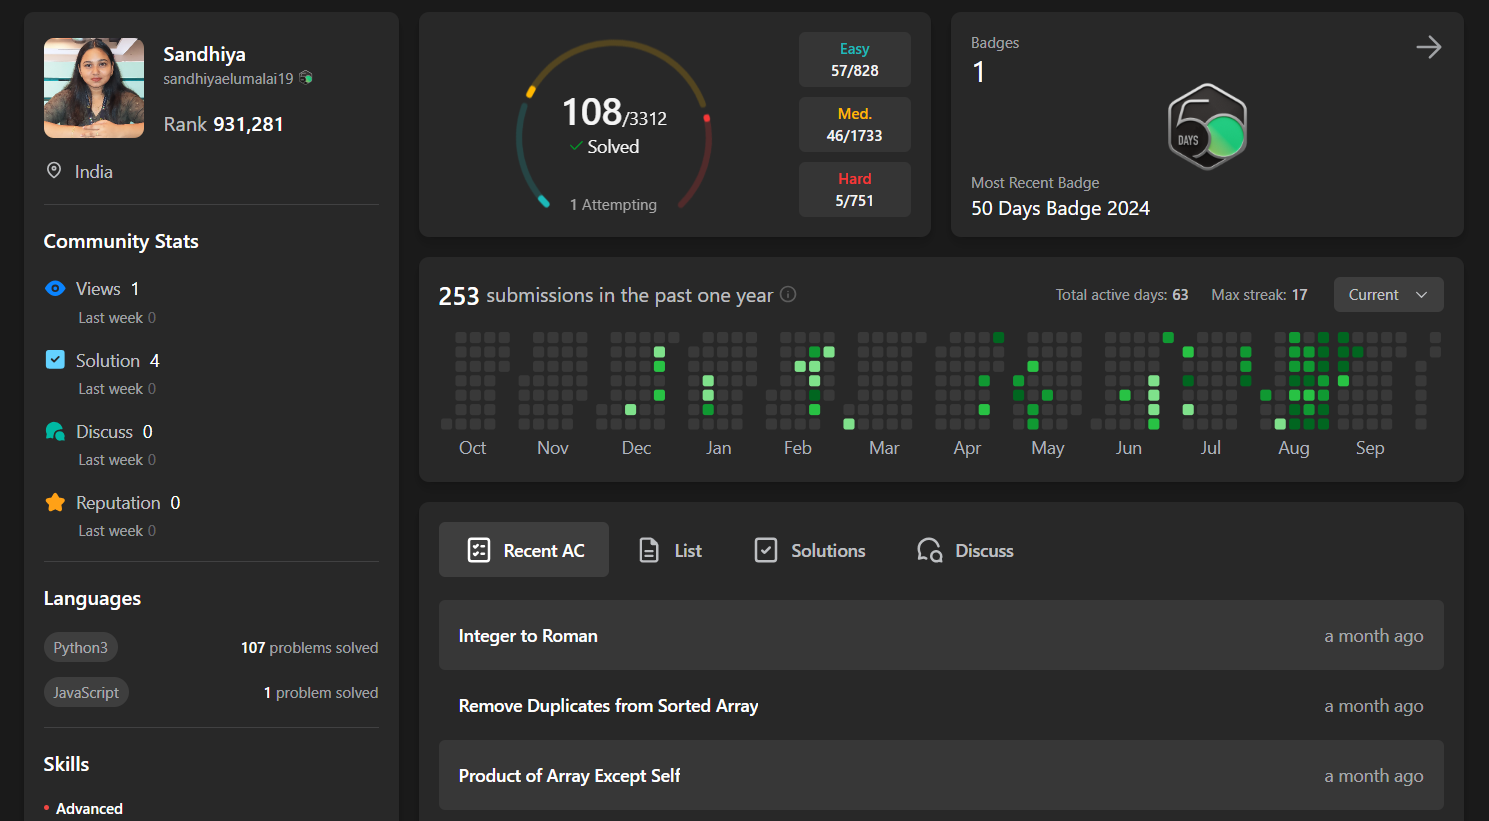 Sandhiya
sandhiyaelumalai19
Rank 931,281
India
Community Stats
Views 1
Last week 0
Solution 4
Last week 0
Discuss 0
Last week 0
Reputation 0
Last week 0
Languages
Python3 107 problems solved
JavaScript 1 problem solved
Skills
Advanced
108/3312
Solved
1 Attempting
Easy
57/828
Med.
46/1733
Hard
5/751
Badges
1
50
DAYS
Most Recent Badge
50 Days Badge 2024
253 submissions in the past one year
Total active days: 63 Max streak: 17 Current
Oct Nov Dec Jan Feb Mar Apr May Jun Jul Aug Sep
Recent AC List Solutions Discuss
Integer to Roman a month ago
Remove Duplicates from Sorted Array a month ago
Product of Array Except Self a month ago